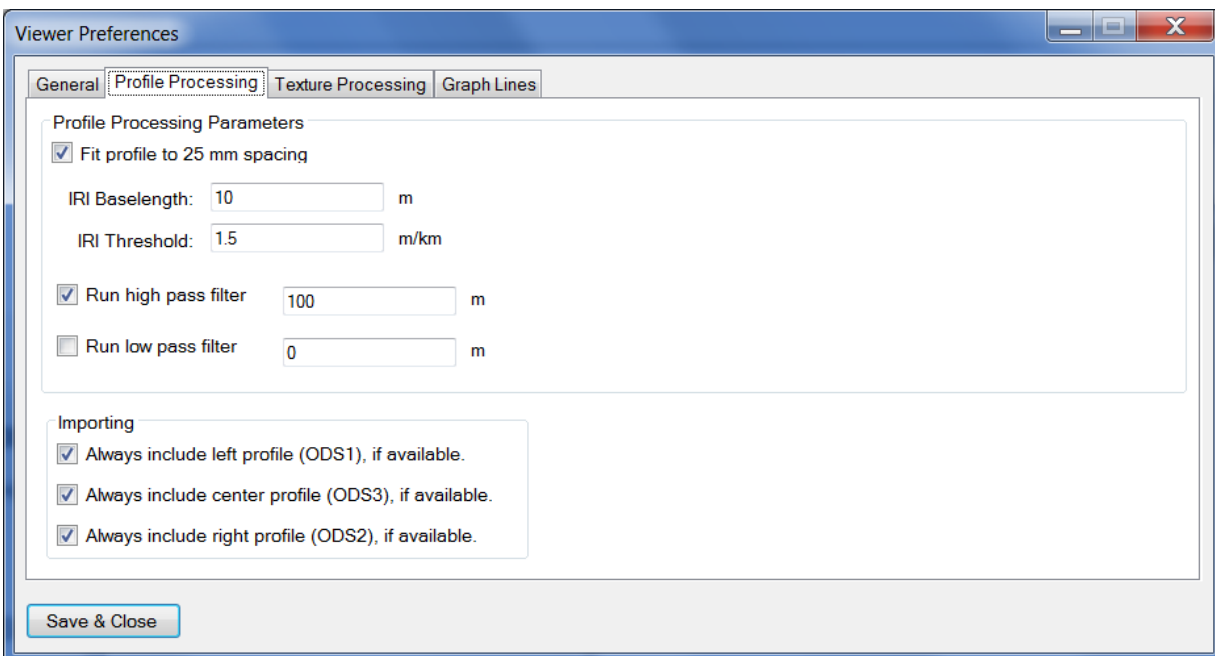 Viewer Preferences
General Profile Processing Texture Processing Graph Lines
Profile Processing Parameters
Fit profile to 25 mm spacing
IRI Baselength: 10 m
IRI Threshold: 1.5 m/km
Run high pass filter 100 m
Run low pass filter 0 m
Importing
Always include left profile (ODS1), if available.
Always include center profile (ODS3), if available.
Always include right profile (ODS2), if available.
Save & Close